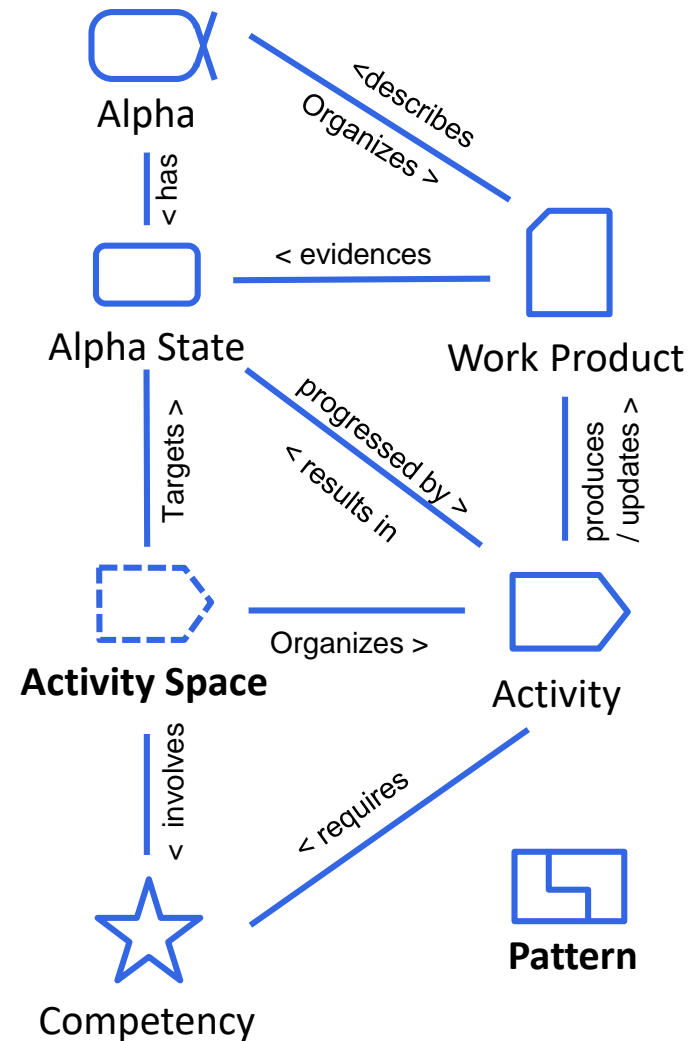 Alpha
<describes
Organizes >
< has
< evidences
Alpha State
Work Product
Targets >
progressed by >
< results in
produces
/ updates >
Organizes >
Activity Space
Activity
< involves
< requires
Pattern
Competency